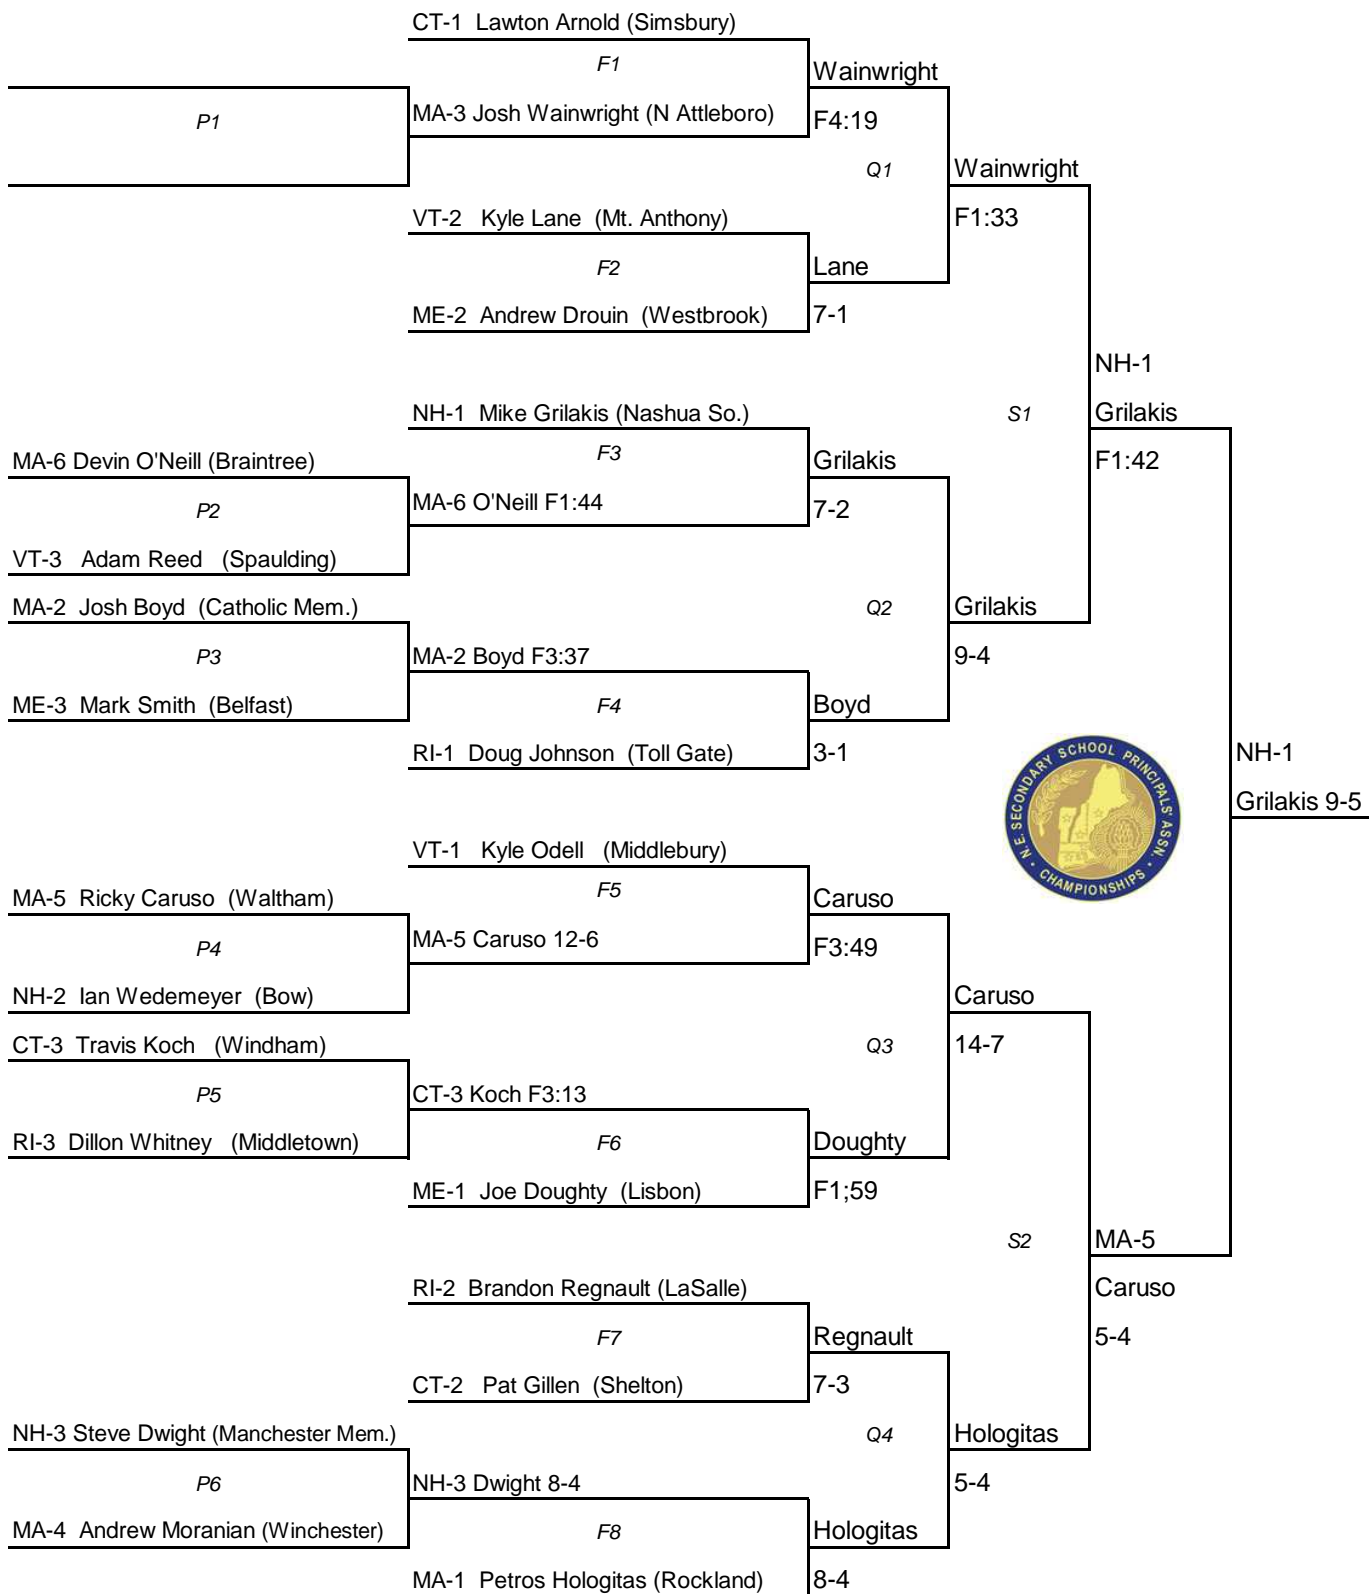 CT-1 Lawton Arnold (Simsbury)
F1
Wainwright
P1
MA-3 Josh Wainwright (N Attleboro)
F4:19
Q1
Wainwright
VT-2 Kyle Lane (Mt. Anthony)
F1:33
F2
Lane
ME-2 Andrew Drouin (Westbrook)
7-1
NH-1
NH-1 Mike Grilakis (Nashua So.)
S1
Grilakis
MA-6 Devin O'Neill (Braintree)
F3
Grilakis
F1:42
P2
MA-6 O'Neill F1:44
7-2
VT-3 Adam Reed (Spaulding)
MA-2 Josh Boyd (Catholic Mem.)
Q2
Grilakis
P3
MA-2 Boyd F3:37
9-4
ME-3 Mark Smith (Belfast)
F4
Boyd
RI-1 Doug Johnson (Toll Gate)
3-1
N.E. SECONDARY SCHOOL PRINCIPALS' ASSN. • CHAMPIONSHIPS •
NH-1
Grilakis 9-5
VT-1 Kyle Odell (Middlebury)
MA-5 Ricky Caruso (Waltham)
F5
Caruso
P4
MA-5 Caruso 12-6
F3:49
NH-2 Ian Wedemeyer (Bow)
Caruso
CT-3 Travis Koch (Windham)
Q3
14-7
P5
CT-3 Koch F3:13
RI-3 Dillon Whitney (Middletown)
F6
Doughty
ME-1 Joe Doughty (Lisbon)
F1;59
S2
MA-5
RI-2 Brandon Regnault (LaSalle)
Caruso
F7
Regnault
5-4
CT-2 Pat Gillen (Shelton)
7-3
NH-3 Steve Dwight (Manchester Mem.)
Q4
Hologitas
P6
NH-3 Dwight 8-4
5-4
MA-4 Andrew Moranian (Winchester)
F8
Hologitas
MA-1 Petros Hologitas (Rockland)
8-4